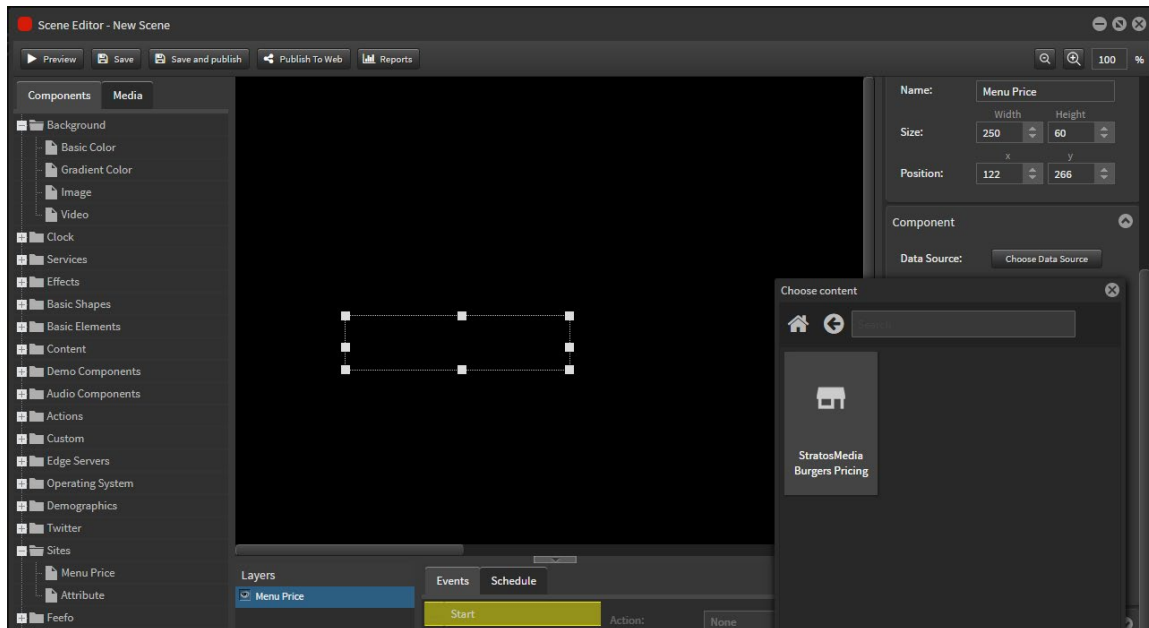 Scene Editor - New Scene
Preview
Save
Save and publish
Publish To Web
Reports
100 %
Components
Media
Background
Basic Color
Gradient Color
Image
Video
Clock
Services
Effects
Basic Shapes
Basic Elements
Content
Demo Components
Audio Components
Actions
Custom
Edge Servers
Operating System
Demographics
Twitter
Sites
Menu Price
Attribute
Feefo
Layers
Menu Price
Events
Schedule
Start
Action:
None
Name:
Menu Price
Width
Height
Size:
250
60
x
y
Position:
122
266
Component
Data Source:
Choose Data Source
Choose content
Search
StratosMedia
Burgers Pricing